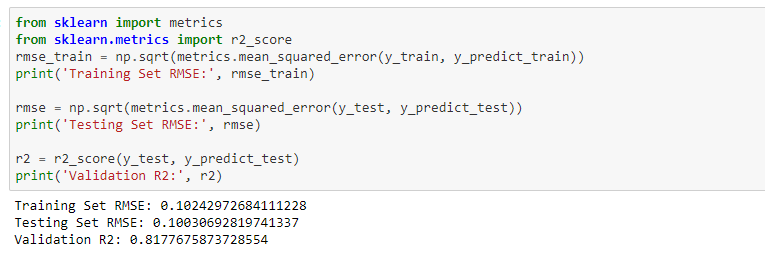 from sklearn import metrics
from sklearn.metrics import r2_score
rmse_train = np.sqrt(metrics.mean_squared_error(y_train, y_predict_train))
print('Training Set RMSE:', rmse_train)
rmse = np.sqrt(metrics.mean_squared_error(y_test, y_predict_test))
print('Testing Set RMSE:', rmse)
r2 = r2_score(y_test, y_predict_test)
print('Validation R2:', r2)
Training Set RMSE: 0.10242972684111228
Testing Set RMSE: 0.10030692819741337
Validation R2: 0.8177675873728554